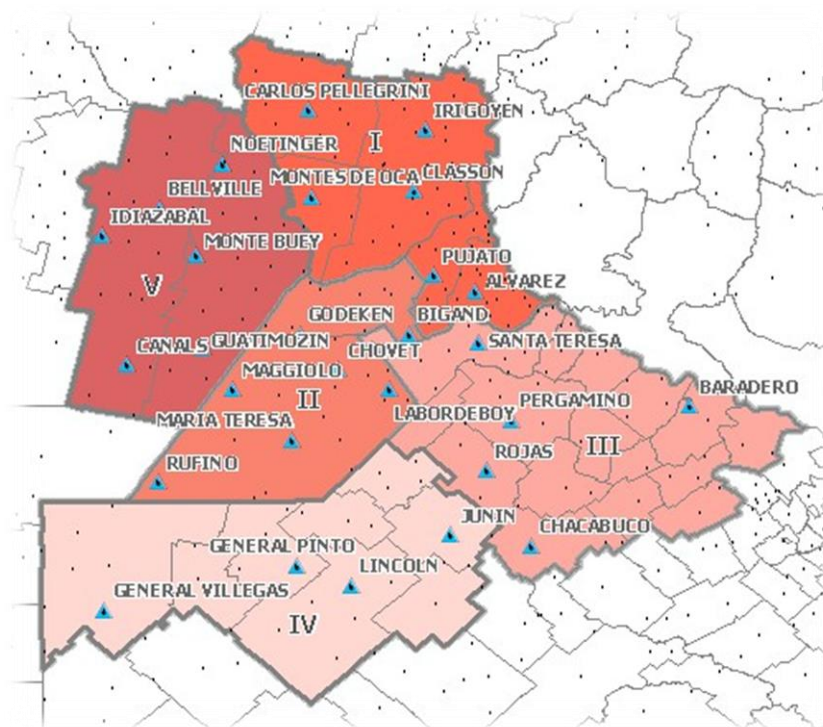 CARLOS PELLEGRINI
IRIGOYEN
I
NOETINGER
CLASSON
MONTES DE OCA
BELLVILLE
IDIAZABAL
MONTE BUEY
PUJATO
V
ALVAREZ
GODEKEN
BIGAND
GUATIMOZIN
CANALS
CHOVET
SANTA TERESA
MAGGIOLO
BARADERO
II
LABORDEBOY
PERGAMINO
MARIA TERESA
III
RUFINO
ROJAS
JUNIN
CHACABUCO
GENERAL PINTO
LINCOLN
GENERAL VILLEGAS
IV